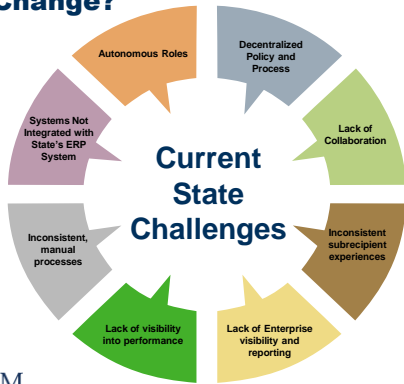 Change?
Autonomous Roles
Decentralized
Policy and
Process
Systems Not
Integrated with
State's ERP
System
Lack of
Collaboration
Current
State
Challenges
Inconsistent,
manual
processes
Inconsistent
subrecipient
experiences
Lack of visibility
into performance
Lack of Enterprise
visibility and
reporting
M